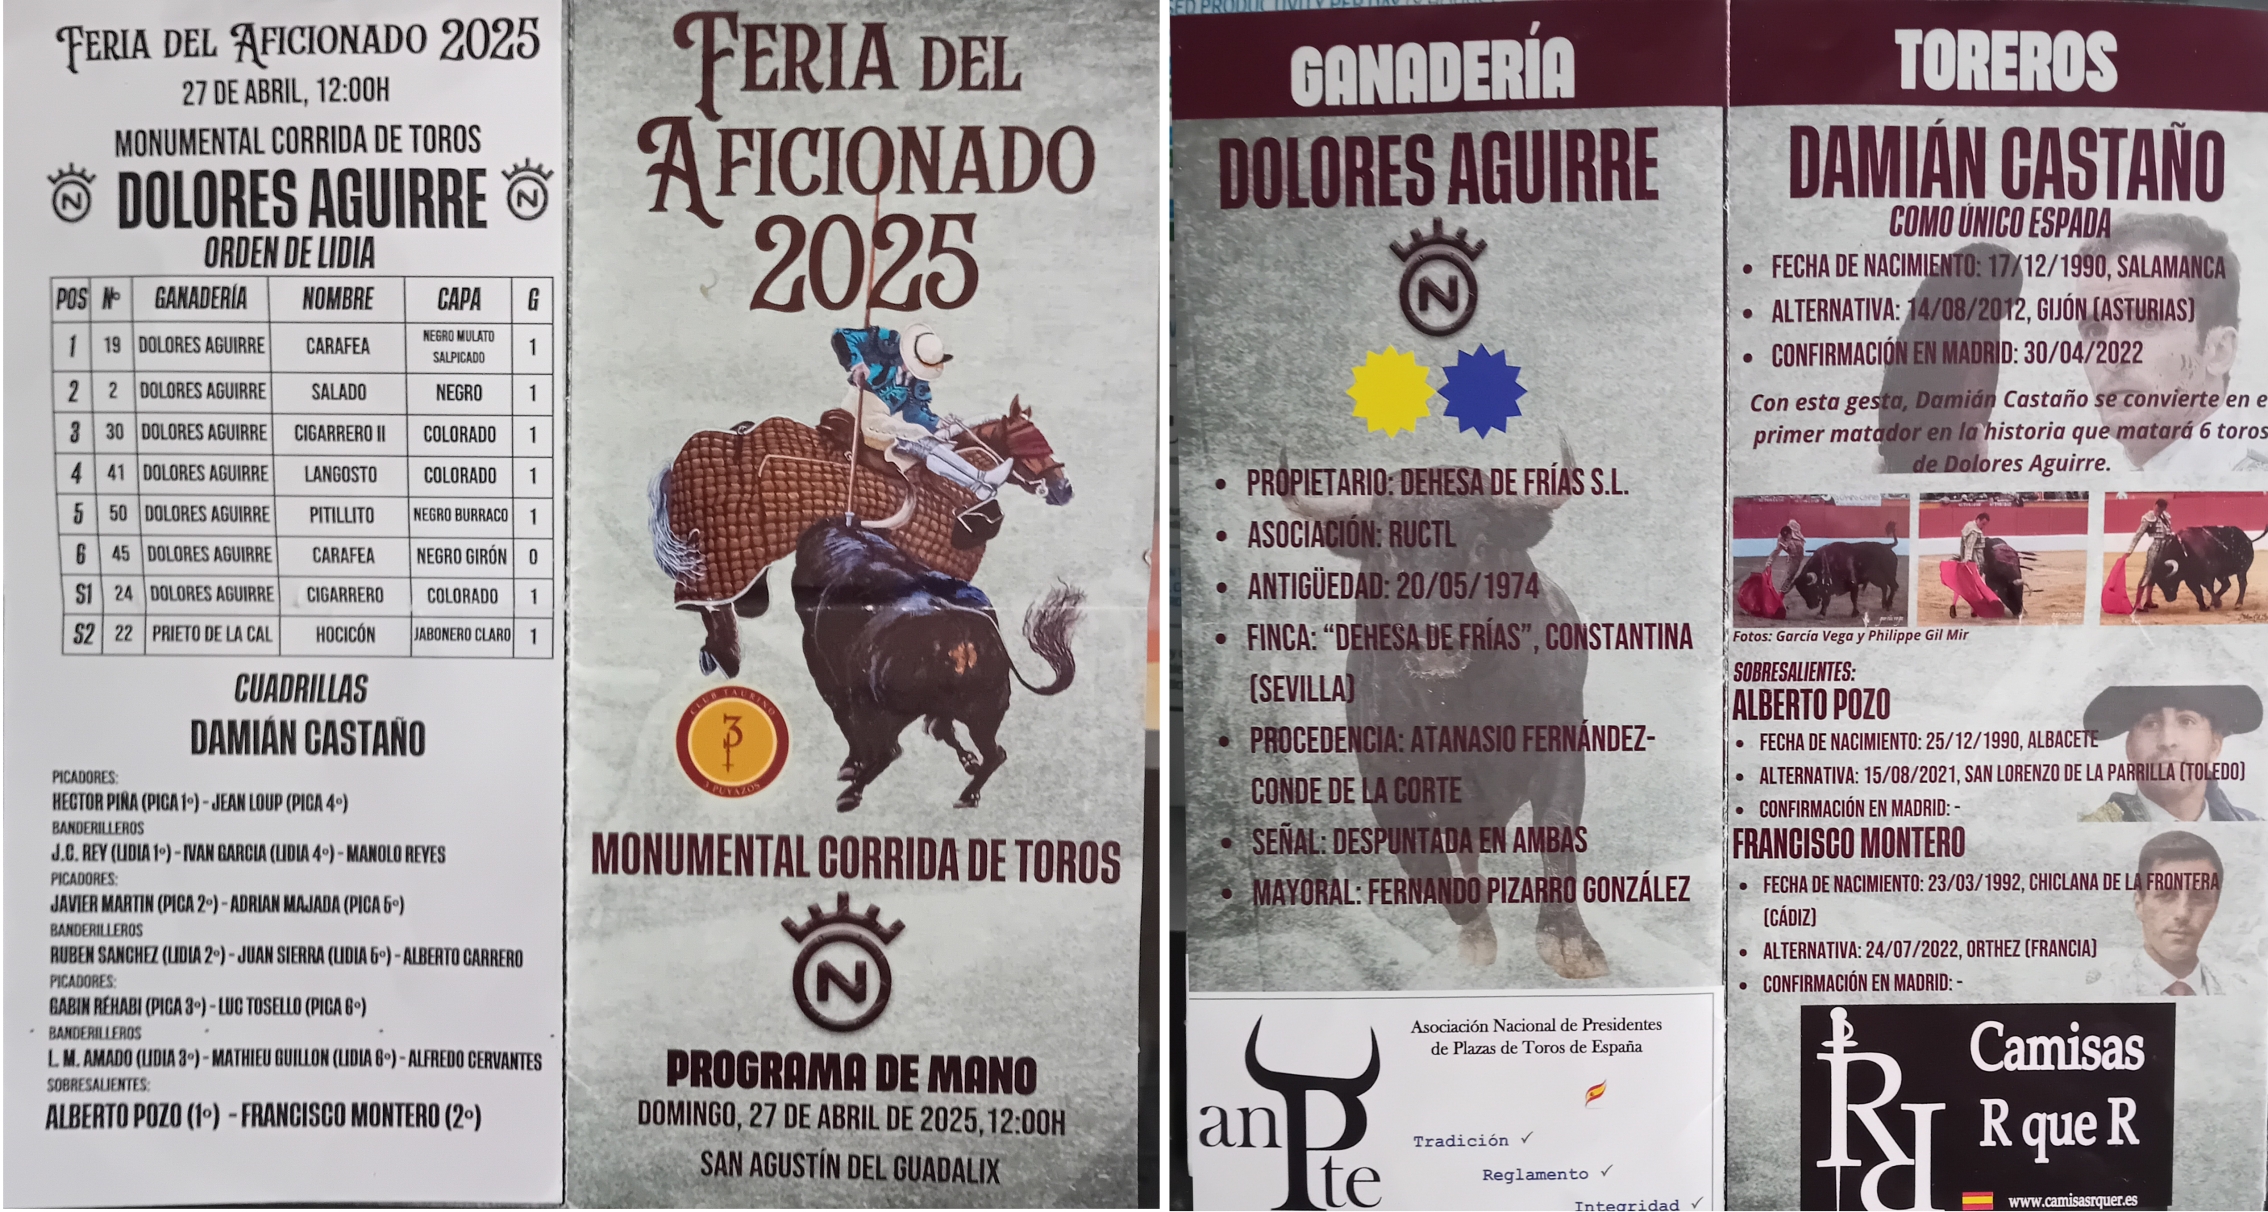 FERIA DEL AFICIONADO 2025
27 DE ABRIL, 12:00H
MONUMENTAL CORRIDA DE TOROS
N DOLORES AGUIRRE N
ORDEN DE LIDIA
POS Nº GANADERÍA NOMBRE CAPA G
1 19 DOLORES AGUIRRE CARAFEA NEGRO MULATO SALPICADO 1
2 2 DOLORES AGUIRRE SALADO NEGRO 1
3 30 DOLORES AGUIRRE CIGARRERO II COLORADO 1
4 41 DOLORES AGUIRRE LANGOSTO COLORADO 1
5 50 DOLORES AGUIRRE PITILLITO NEGRO BURRACO 1
6 45 DOLORES AGUIRRE CARAFEA NEGRO GIRÓN 0
S1 24 DOLORES AGUIRRE CIGARRERO COLORADO 1
S2 22 PRIETO DE LA CAL HOCICÓN JABONERO CLARO 1
CUADRILLAS
DAMIÁN CASTAÑO
PICADORES:
HECTOR PIÑA (PICA 1º) - JEAN LOUP (PICA 4º)
BANDERILLEROS
J.C. REY (LIDIA 1º) - IVAN GARCIA (LIDIA 4º) - MANOLO REYES
PICADORES:
JAVIER MARTIN (PICA 2º) - ADRIAN MAJADA (PICA 5º)
BANDERILLEROS
RUBEN SANCHEZ (LIDIA 2º) - JUAN SIERRA (LIDIA 5º) - ALBERTO CARRERO
PICADORES:
GABIN RÉHABI (PICA 3º) - LUC TOSELLO (PICA 6º)
BANDERILLEROS
L. M. AMADO (LIDIA 3º) - MATHIEU GUILLON (LIDIA 6º) - ALFREDO CERVANTES
SOBRESALIENTES:
ALBERTO POZO (1º) - FRANCISCO MONTERO (2º)
FERIA DEL
AFICIONADO
2025
CLUB TAURINO
3
3 PUYAZOS
MONUMENTAL CORRIDA DE TOROS
N
PROGRAMA DE MANO
DOMINGO, 27 DE ABRIL DE 2025, 12:00H
SAN AGUSTÍN DEL GUADALIX
GANADERÍA
DOLORES AGUIRRE
N
• PROPIETARIO: DEHESA DE FRÍAS S.L.
• ASOCIACIÓN: RUCTL
• ANTIGÜEDAD: 20/05/1974
• FINCA: “DEHESA DE FRÍAS”, CONSTANTINA
(SEVILLA)
• PROCEDENCIA: ATANASIO FERNÁNDEZ-
CONDE DE LA CORTE
• SEÑAL: DESPUNTADA EN AMBAS
• MAYORAL: FERNANDO PIZARRO GONZÁLEZ
anPte
Asociación Nacional de Presidentes
de Plazas de Toros de España
Tradición ✓
Reglamento ✓
Integridad ✓
TOREROS
DAMIÁN CASTAÑO
COMO ÚNICO ESPADA
• FECHA DE NACIMIENTO: 17/12/1990, SALAMANCA
• ALTERNATIVA: 14/08/2012, GIJÓN (ASTURIAS)
• CONFIRMACIÓN EN MADRID: 30/04/2022
Con esta gesta, Damián Castaño se convierte en e
primer matador en la historia que matará 6 toros
de Dolores Aguirre.
Fotos: García Vega y Philippe Gil Mir
SOBRESALIENTES:
ALBERTO POZO
• FECHA DE NACIMIENTO: 25/12/1990, ALBACETE
• ALTERNATIVA: 15/08/2021, SAN LORENZO DE LA PARRILLA (TOLEDO)
• CONFIRMACIÓN EN MADRID: -
FRANCISCO MONTERO
• FECHA DE NACIMIENTO: 23/03/1992, CHICLANA DE LA FRONTERA
(CÁDIZ)
• ALTERNATIVA: 24/07/2022, ORTHEZ (FRANCIA)
• CONFIRMACIÓN EN MADRID: -
Camisas
R que R
www.camisasrquer.es